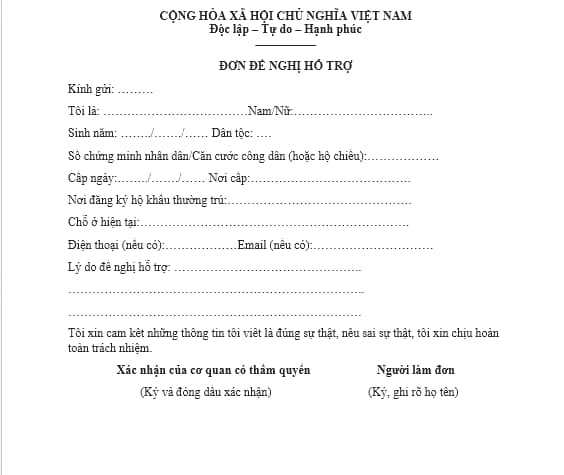 CỘNG HÒA XÃ HỘI CHỦ NGHĨA VIỆT NAM
Độc lập – Tự do – Hạnh phúc
ĐƠN ĐỀ NGHỊ HỖ TRỢ
Kính gửi: ………
Tôi là: ……………………………….Nam/Nữ:……………………………..
Sinh năm: ……./……./…… Dân tộc: ….
Số chứng minh nhân dân/Căn cước công dân (hoặc hộ chiếu):………………
Cấp ngày:……./……./…… Nơi cấp:…………………………………..
Nơi đăng ký hộ khẩu thường trú:……………………………………….
Chỗ ở hiện tại:………………………………………………………….
Điện thoại (nếu có):………………Email (nếu có):…………………………
Lý do đề nghị hỗ trợ: ……………………………………….
………………………………………………………………..
……………………………………………………………….
Tôi xin cam kết những thông tin tôi viết là đúng sự thật, nếu sai sự thật, tôi xin chịu hoàn
toàn trách nhiệm.
Xác nhận của cơ quan có thẩm quyền Người làm đơn
(Ký và đóng dấu xác nhận) (Ký, ghi rõ họ tên)